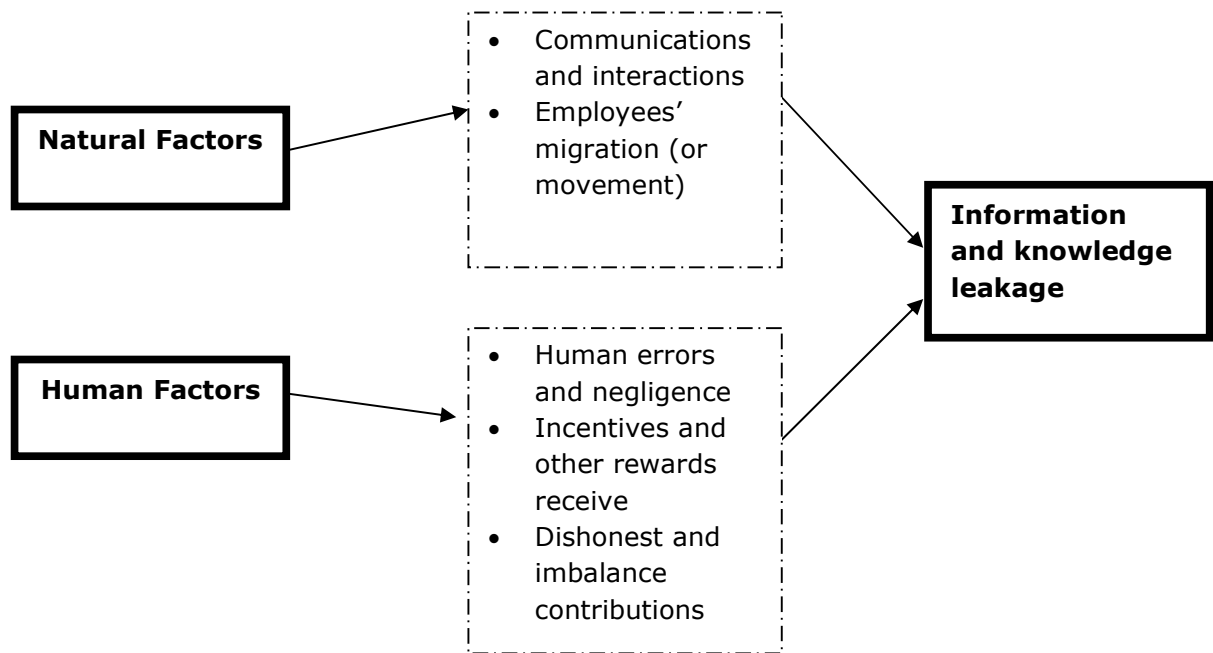 Natural Factors
• Communications
and interactions
• Employees’
migration (or
movement)
Information
and knowledge
leakage
Human Factors
• Human errors
and negligence
• Incentives and
other rewards
receive
• Dishonest and
imbalance
contributions